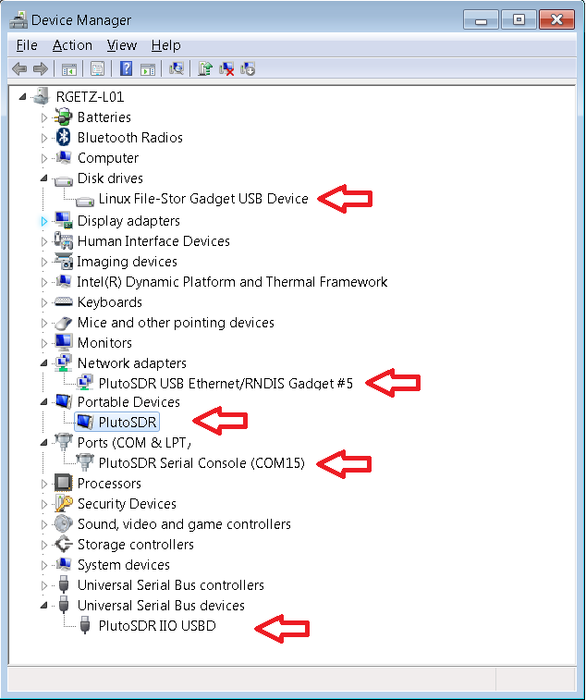 Device Manager
File Action View Help
RGETZ-L01
Batteries
Bluetooth Radios
Computer
Disk drives
Linux File-Stor Gadget USB Device
Display adapters
Human Interface Devices
Imaging devices
Intel(R) Dynamic Platform and Thermal Framework
Keyboards
Mice and other pointing devices
Monitors
Network adapters
PlutoSDR USB Ethernet/RNDIS Gadget #5
Portable Devices
PlutoSDR
Ports (COM & LPT,
PlutoSDR Serial Console (COM15)
Processors
Security Devices
Sound, video and game controllers
Storage controllers
System devices
Universal Serial Bus controllers
Universal Serial Bus devices
PlutoSDR IIO USBD